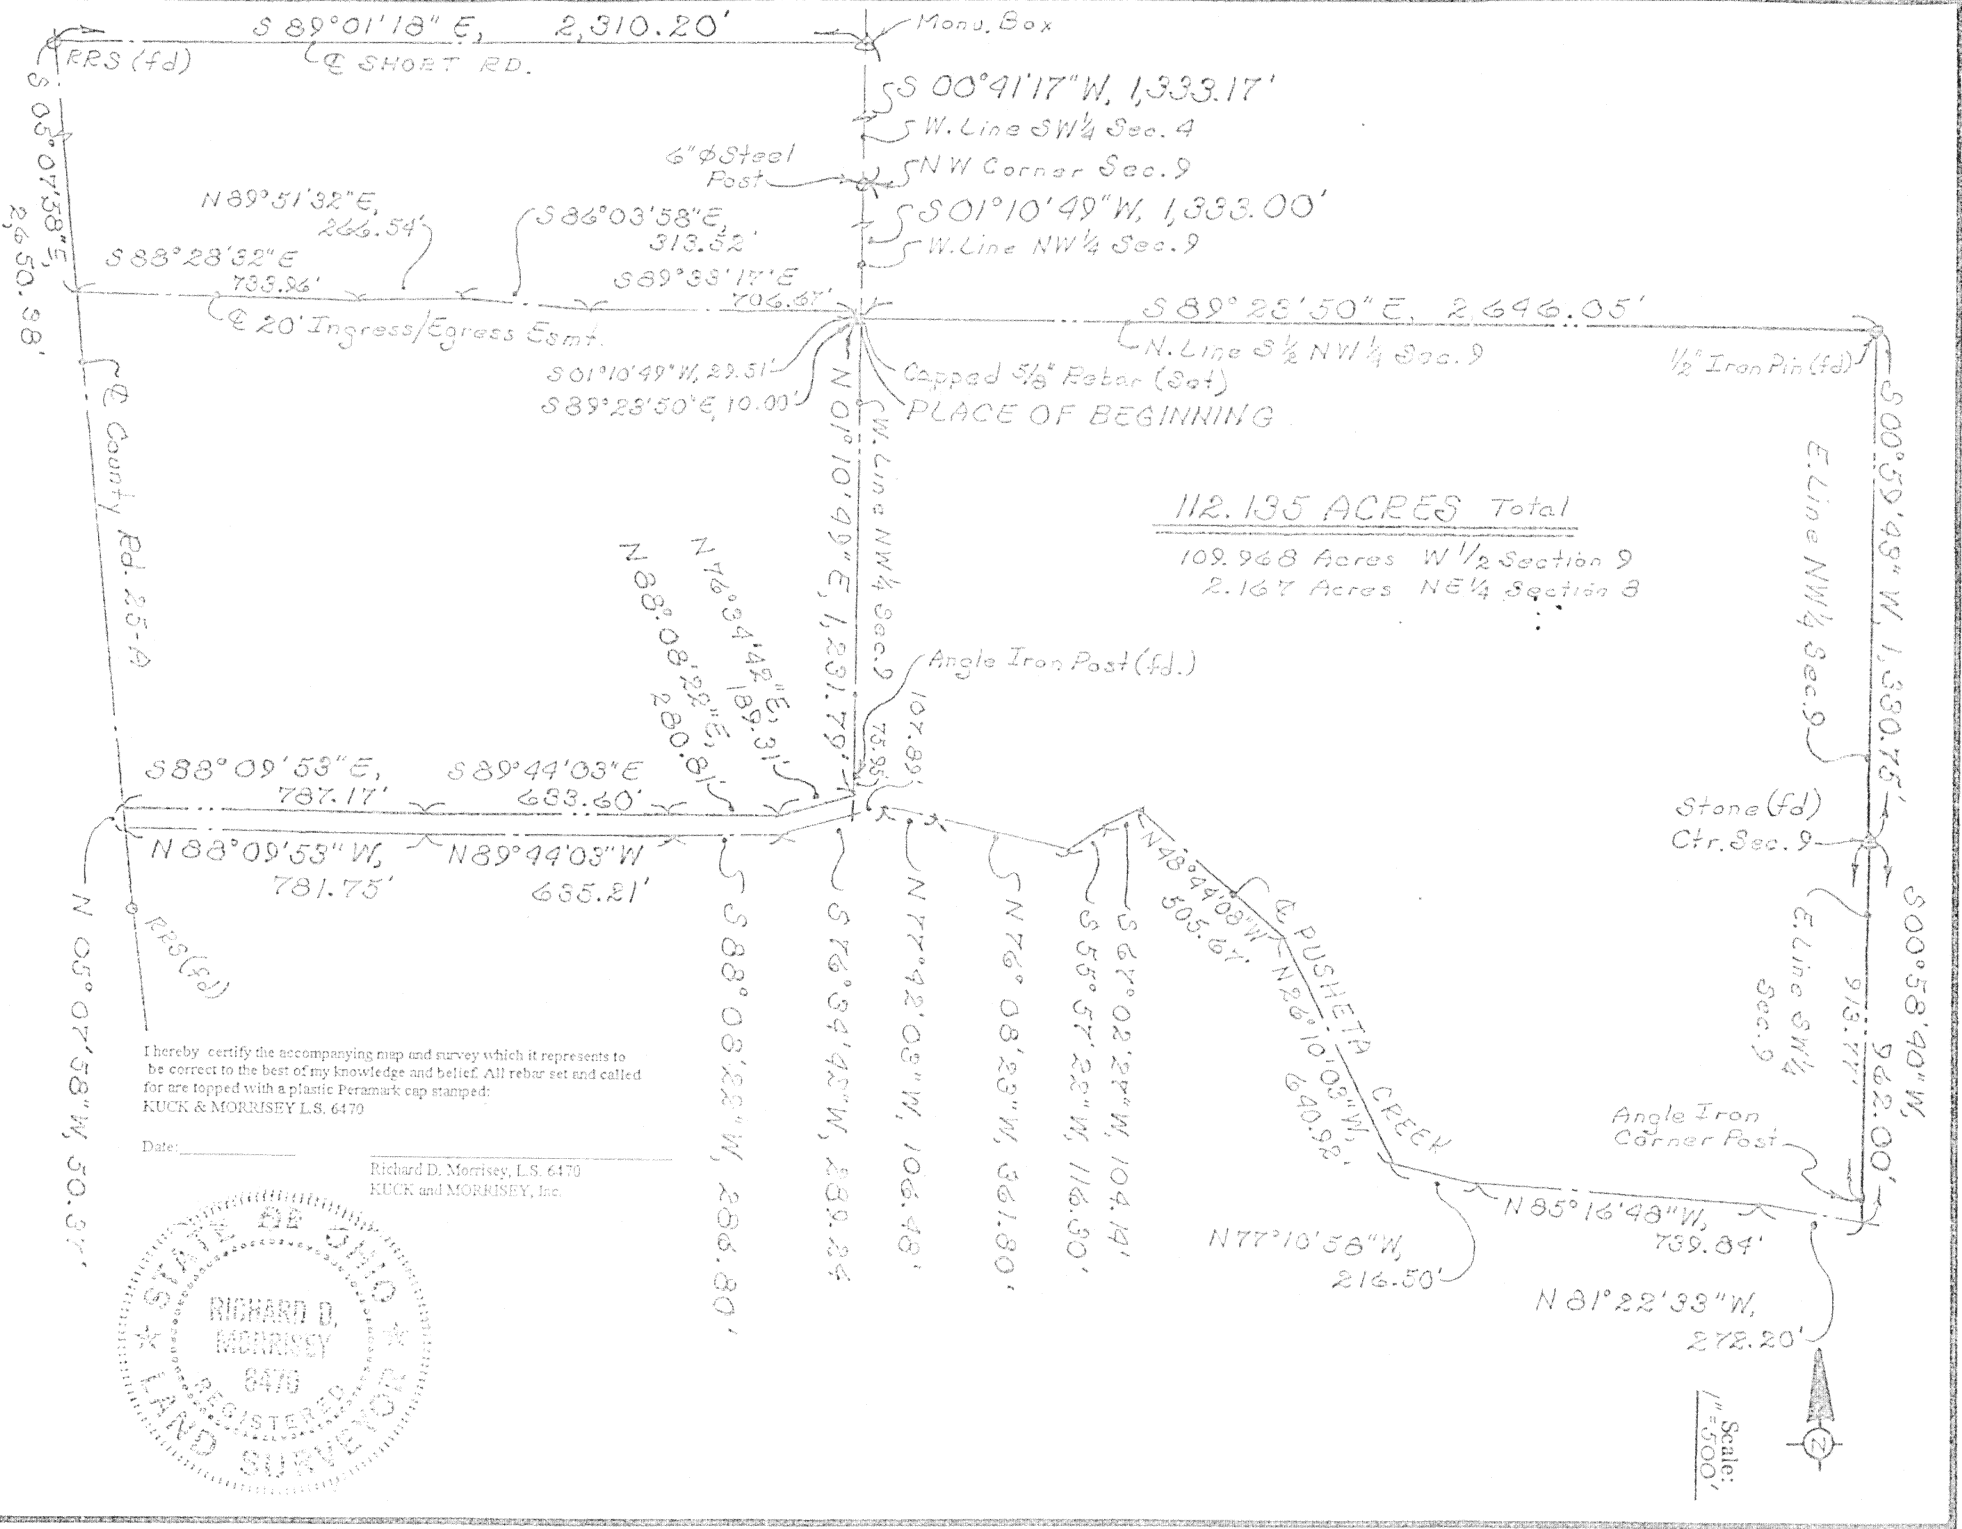 S 89°01'18" E, 2,310.20'
Monu. Box
RRS (fd)
℄ SHORT RD.
S 00°41'17" W, 1,333.17'
W. Line SW¼ Sec. 4
6"Φ Steel
Post
NW Corner Sec. 9
S 05°07'58"E,
2,650.98'
N 89°51'32"E,
266.54'
S 86°03'58"E,
313.52'
S 01°10'49"W, 1,333.00'
W. Line NW¼ Sec. 9
S 88°28'32"E
733.96'
S 89°33'17"E
706.67'
S 89°23'50"E, 2,646.05'
℄ 20' Ingress/Egress Esmt.
N. Line S½ NW¼ Sec. 9
½" Iron Pin (fd)
S 01°10'49"W, 29.51'
S 89°23'50"E, 10.00'
Capped 5/8" Rebar (Set)
PLACE OF BEGINNING
℄ County Rd. 25-A
N 01°10'49" E, 1,231.79'
W. Line NW¼ Sec. 9
S 00°59'43" W, 1,330.75'
E. Line NW¼ Sec. 9
112.135 ACRES Total
109.968 Acres W 1/2 Section 9
2.167 Acres NE¼ Section 8
N 76°34'42"E,
189.31'
N 88°08'22"E,
280.81'
Angle Iron Post (fd.)
107.89'
75.95'
S 88°09'53"E,
787.17'
S 89°44'03"E
633.60'
Stone (fd)
Ctr. Sec. 9
N 88°09'53"W,
781.75'
N 89°44'03"W
635.21'
RRS (fd)
N 05°07'58"W, 50.37'
S 88°08'22"W, 286.80'
S 76°34'42"W, 289.24
N 77°42'03"W, 106.48'
N 76°08'23"W, 361.80'
S 55°57'22"W, 116.30'
S 67°02'27"W, 104.14'
N 48°44'08"W
505.67'
℄ PUSHETA CREEK
N 26°10'03"W,
640.92'
S 00°58'40"W,
962.00'
913.77'
E. Line SW¼
Sec. 9
Angle Iron
Corner Post
N 85°16'48"W,
739.84'
N 77°10'58"W,
216.50'
N 81°22'33"W,
272.20'
I hereby certify the accompanying map and survey which it represents to
be correct to the best of my knowledge and belief. All rebar set and called
for are topped with a plastic Peramark cap stamped:
KUCK & MORRISEY L.S. 6470
Date:
Richard D. Morrisey, L.S. 6470
KUCK and MORRISEY, Inc.
STATE OF OHIO
RICHARD D.
MORRISEY
6470
REGISTERED
LAND SURVEYOR
Scale:
1"=500'
N